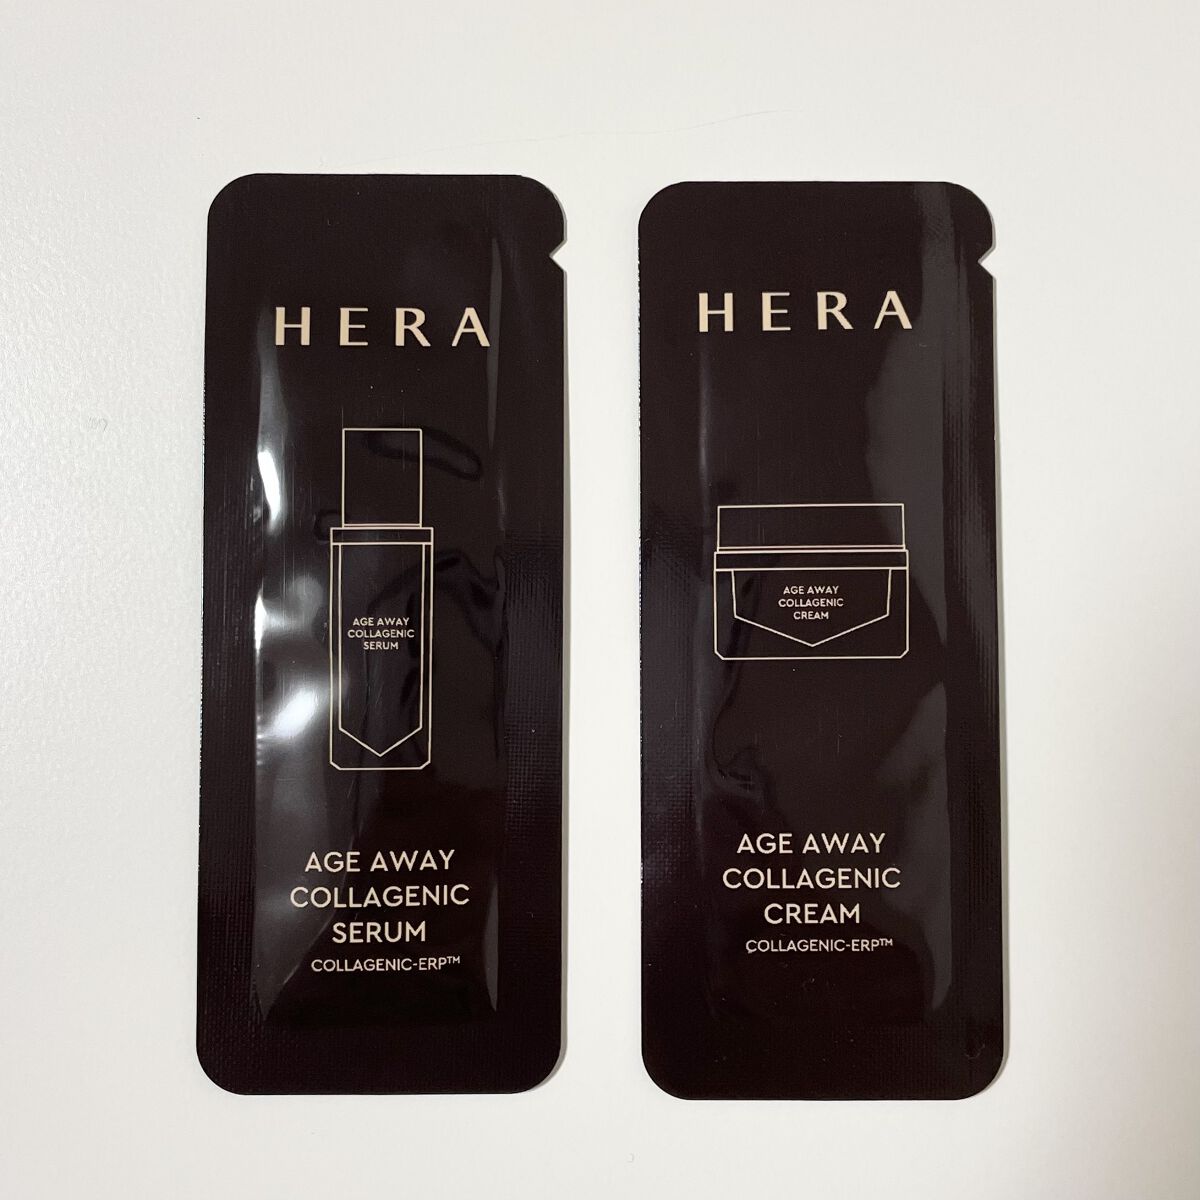 HERA
AGE AWAY
COLLAGENIC
SERUM
AGE AWAY
COLLAGENIC
SERUM
COLLAGENIC-ERP™
HERA
AGE AWAY
COLLAGENIC
CREAM
AGE AWAY
COLLAGENIC
CREAM
COLLAGENIC-ERP™